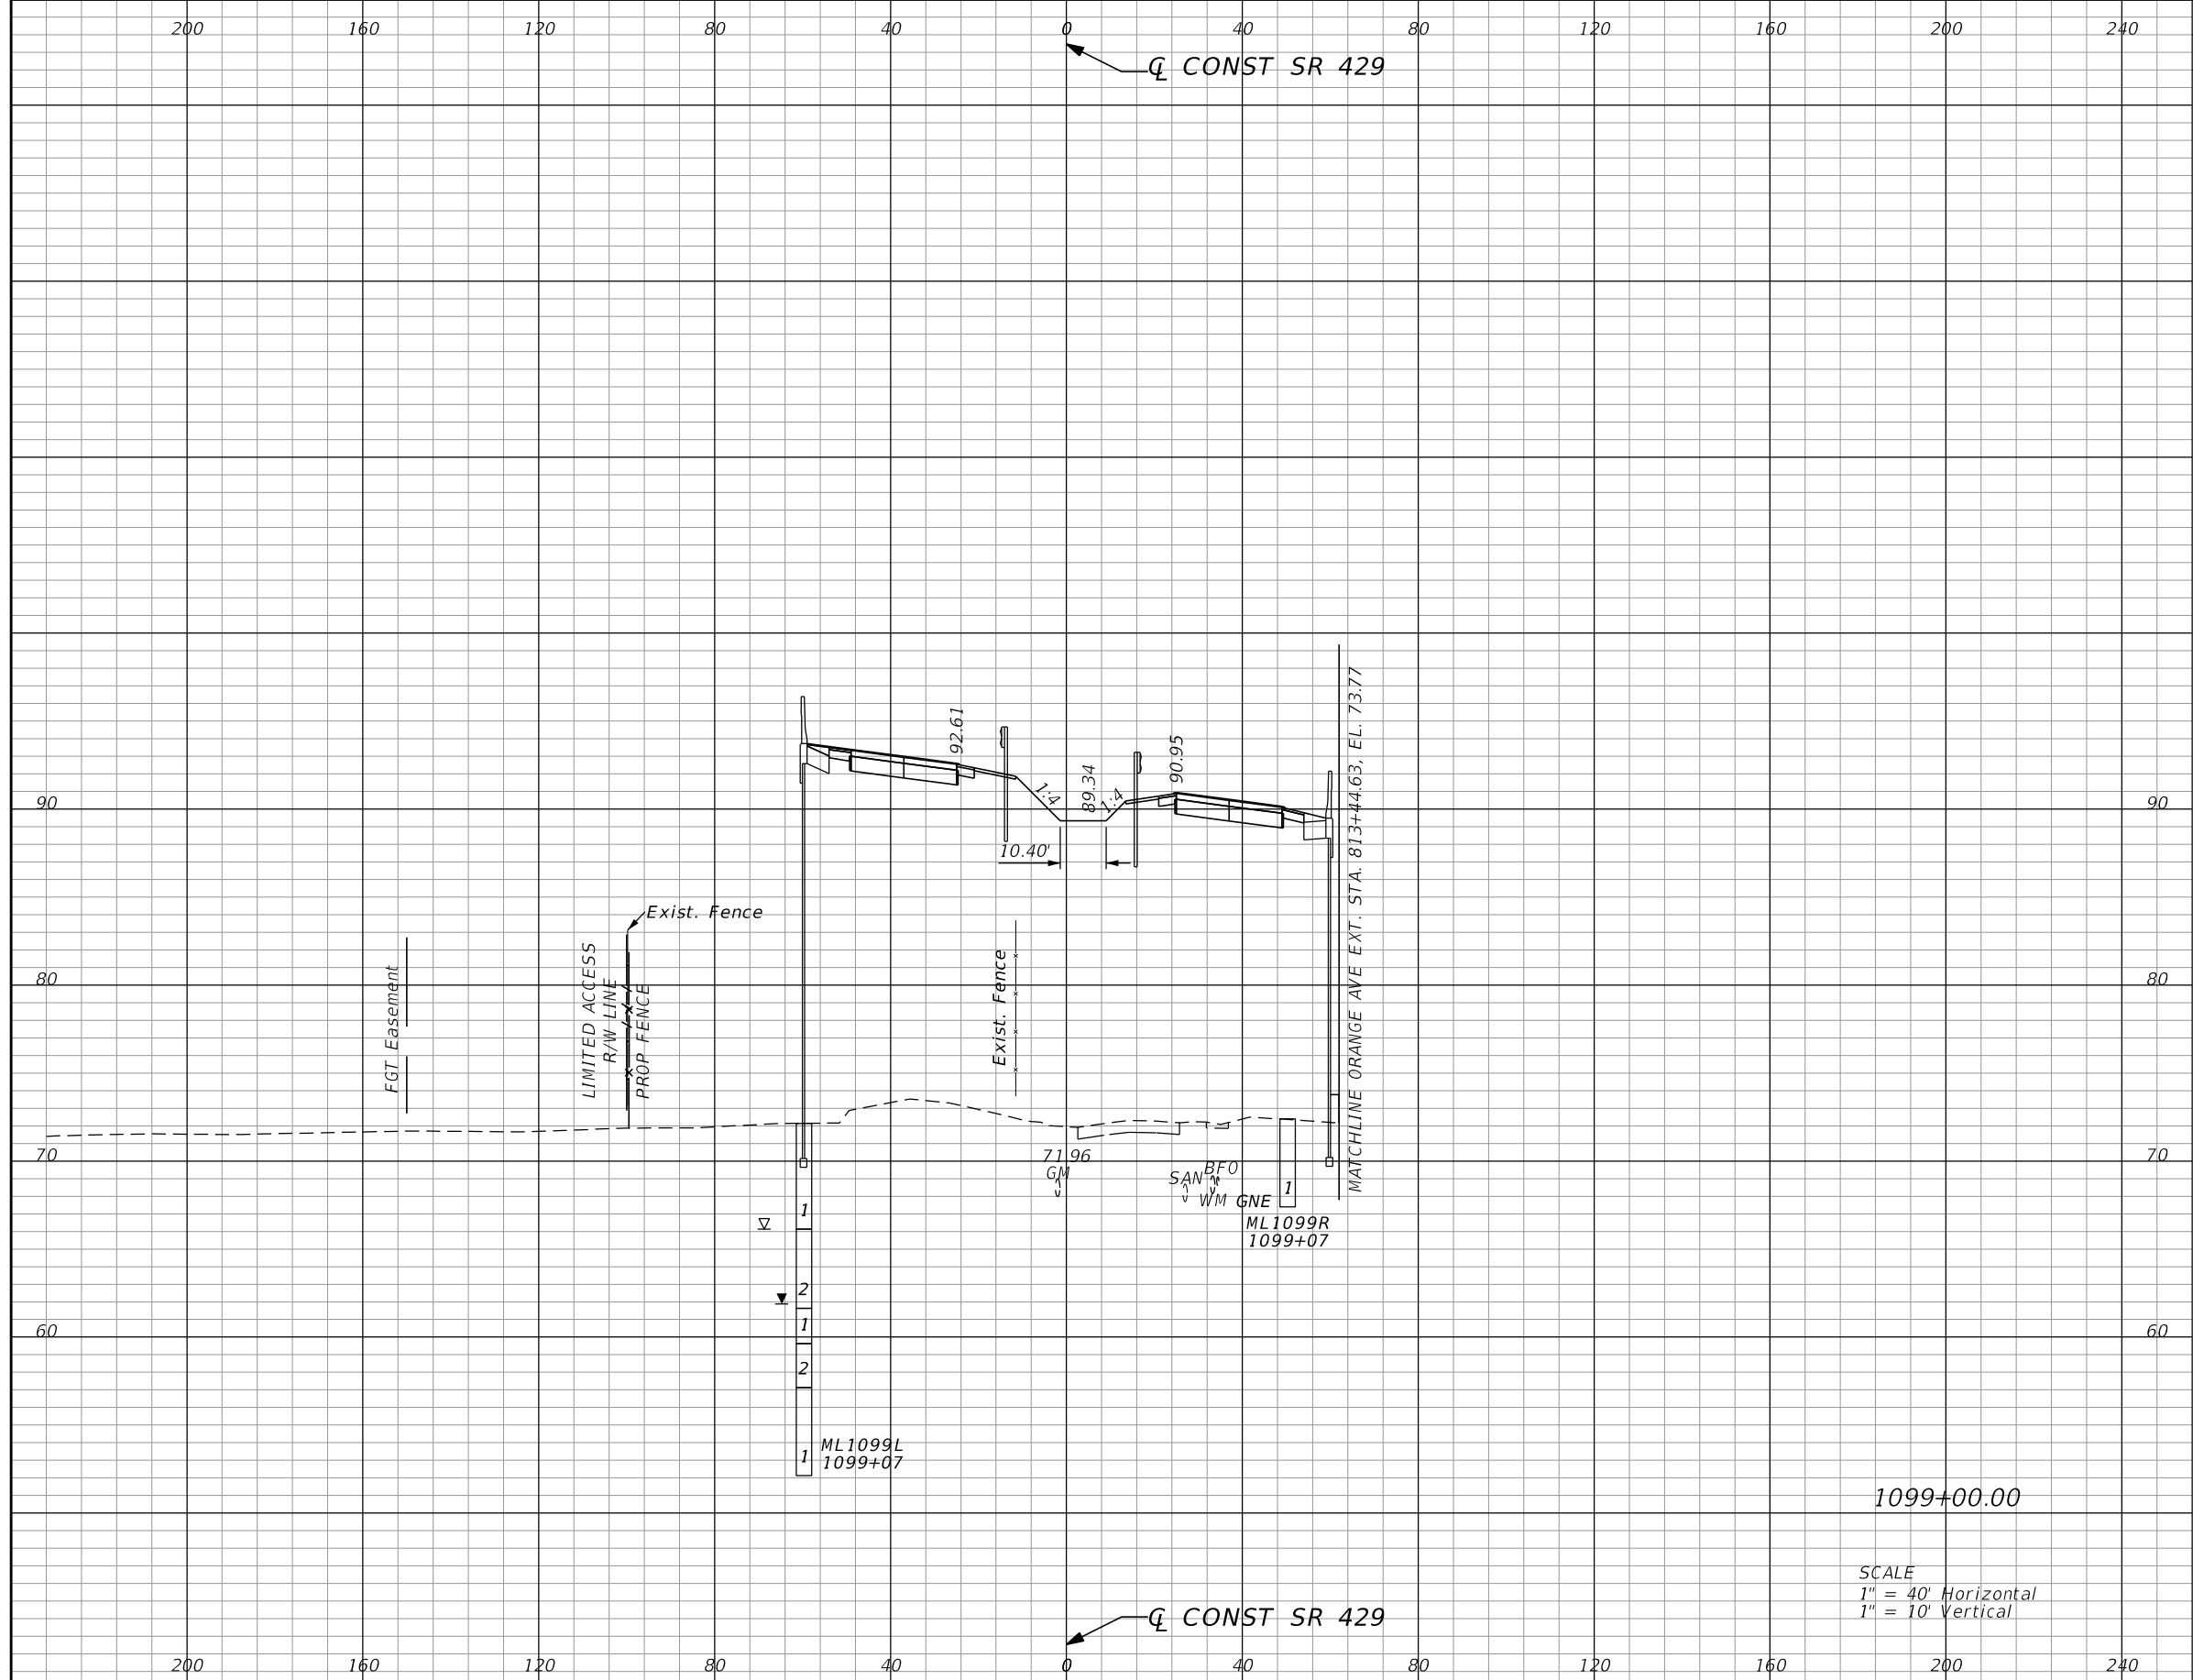 200 160 120 80 40 0 40 80 120 160 200 240
℄ CONST SR 429
92.61
1:4
89.34
1:4
90.95
10.40'
90 90
MATCHLINE ORANGE AVE EXT. STA. 813+44.63, EL. 73.77
Exist. Fence
FGT Easement
LIMITED ACCESS
R/W LINE
PROP FENCE
Exist. Fence
80 80
70 70
71.96
GM
SAN
BFO
WM GNE
1
ML1099R
1099+07
1
2
1
2
1
60 60
ML1099L
1099+07
1099+00.00
SCALE
1" = 40' Horizontal
1" = 10' Vertical
℄ CONST SR 429
200 160 120 80 40 0 40 80 120 160 200 240